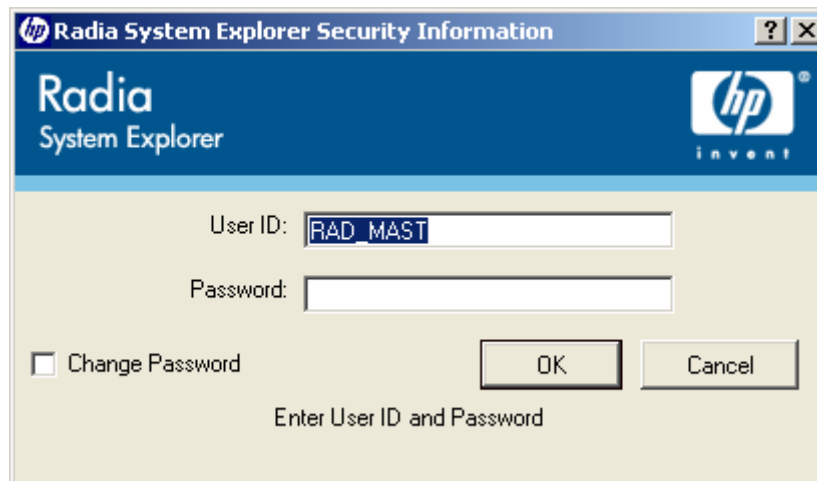 Radia System Explorer Security Information
Radia
System Explorer
hp
®
invent
User ID: RAD_MAST
Password:
Change Password
OK
Cancel
Enter User ID and Password